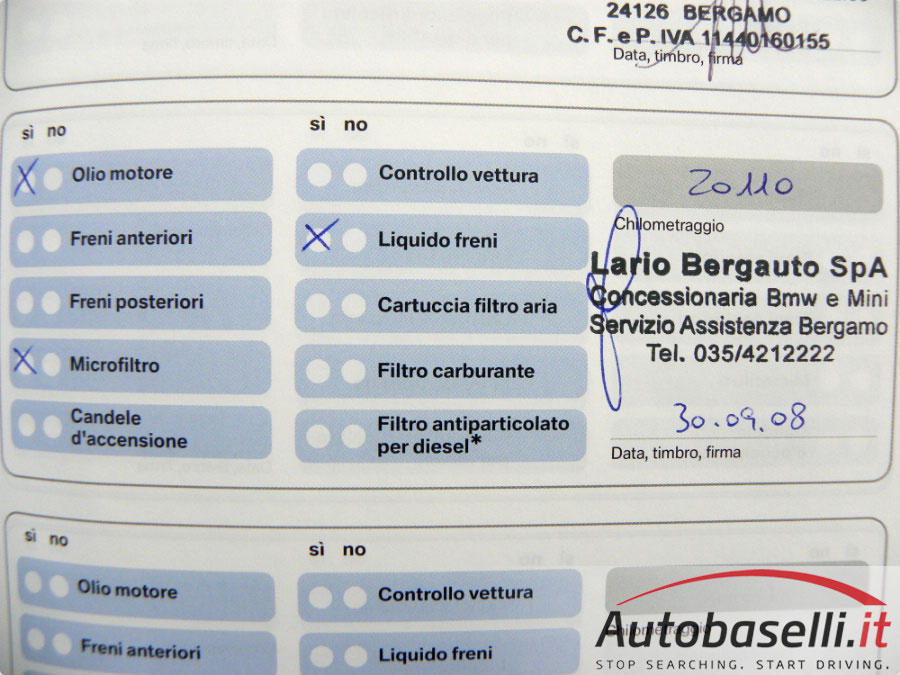 24126 BERGAMO
C. F. e P. IVA 11440160155
Data, timbro, firma
sì no
sì no
X Olio motore
Controllo vettura
20110
Freni anteriori
X Liquido freni
Chilometraggio
Lario Bergauto SpA
Concessionaria Bmw e Mini
Servizio Assistenza Bergamo
Tel. 035/4212222
Freni posteriori
Cartuccia filtro aria
X Microfiltro
Filtro carburante
Candele
d'accensione
Filtro antiparticolato
per diesel*
30.09.08
Data, timbro, firma
sì no
sì no
Olio motore
Controllo vettura
Freni anteriori
Liquido freni
Chilometraggio
Autobaselli.it
STOP SEARCHING. START DRIVING.